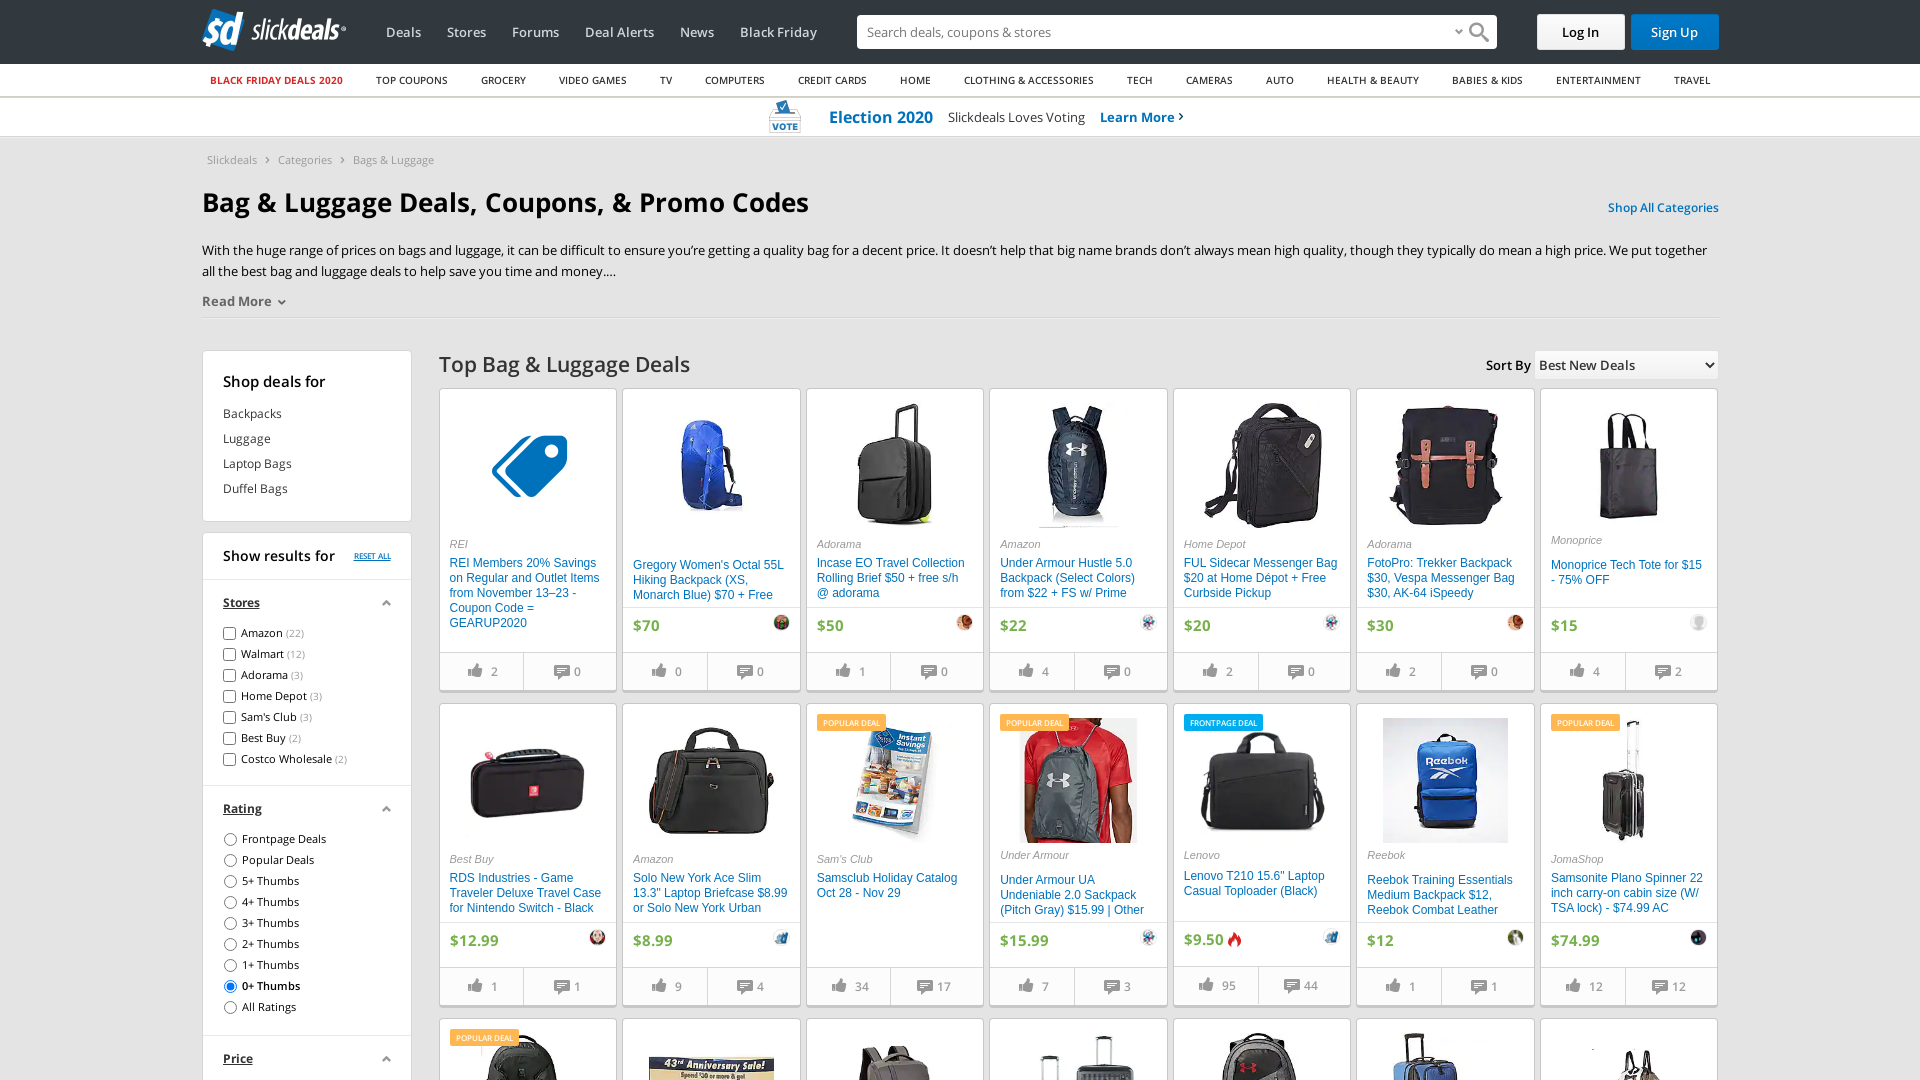 slickdeals
Deals
Stores
Forums
Deal Alerts
News
Black Friday
Search deals, coupons & stores
Log In
Sign Up
BLACK FRIDAY DEALS 2020
TOP COUPONS
GROCERY
VIDEO GAMES
TV
COMPUTERS
CREDIT CARDS
HOME
CLOTHING & ACCESSORIES
TECH
CAMERAS
AUTO
HEALTH & BEAUTY
BABIES & KIDS
ENTERTAINMENT
TRAVEL
VOTE
Election 2020
Slickdeals Loves Voting
Learn More
Slickdeals
Categories
Bags & Luggage
Bag & Luggage Deals, Coupons, & Promo Codes
Shop All Categories
With the huge range of prices on bags and luggage, it can be difficult to ensure you’re getting a quality bag for a decent price. It doesn’t help that big name brands don’t always mean high quality, though they typically do mean a high price. We put together
all the best bag and luggage deals to help save you time and money....
Read More
Shop deals for
Backpacks
Luggage
Laptop Bags
Duffel Bags
Show results for
RESET ALL
Stores
Amazon (22)
Walmart (12)
Adorama (3)
Home Depot (3)
Sam's Club (3)
Best Buy (2)
Costco Wholesale (2)
Rating
Frontpage Deals
Popular Deals
5+ Thumbs
4+ Thumbs
3+ Thumbs
2+ Thumbs
1+ Thumbs
0+ Thumbs
All Ratings
Price
Top Bag & Luggage Deals
Sort By
Best New Deals
REI
REI Members 20% Savings
on Regular and Outlet Items
from November 13–23 -
Coupon Code =
GEARUP2020
2
0
Gregory Women's Octal 55L
Hiking Backpack (XS,
Monarch Blue) $70 + Free
$70
0
0
Adorama
Incase EO Travel Collection
Rolling Brief $50 + free s/h
@ adorama
$50
1
0
Amazon
Under Armour Hustle 5.0
Backpack (Select Colors)
from $22 + FS w/ Prime
$22
4
0
Home Depot
FUL Sidecar Messenger Bag
$20 at Home Dépot + Free
Curbside Pickup
$20
2
0
Adorama
FotoPro: Trekker Backpack
$30, Vespa Messenger Bag
$30, AK-64 iSpeedy
$30
2
0
Monoprice
Monoprice Tech Tote for $15
- 75% OFF
$15
4
2
Best Buy
RDS Industries - Game
Traveler Deluxe Travel Case
for Nintendo Switch - Black
$12.99
1
1
Amazon
Solo New York Ace Slim
13.3" Laptop Briefcase $8.99
or Solo New York Urban
$8.99
9
4
POPULAR DEAL
Instant
Savings
Sam's Club
Samsclub Holiday Catalog
Oct 28 - Nov 29
34
17
POPULAR DEAL
Under Armour
Under Armour UA
Undeniable 2.0 Sackpack
(Pitch Gray) $15.99 | Other
$15.99
7
3
FRONTPAGE DEAL
Lenovo
Lenovo T210 15.6" Laptop
Casual Toploader (Black)
$9.50
95
44
Reebok
Reebok
Reebok Training Essentials
Medium Backpack $12,
Reebok Combat Leather
$12
1
1
POPULAR DEAL
JomaShop
Samsonite Plano Spinner 22
inch carry-on cabin size (W/
TSA lock) - $74.99 AC
$74.99
12
12
POPULAR DEAL
43rd Anniversary Sale!
Spend $30 or more & get